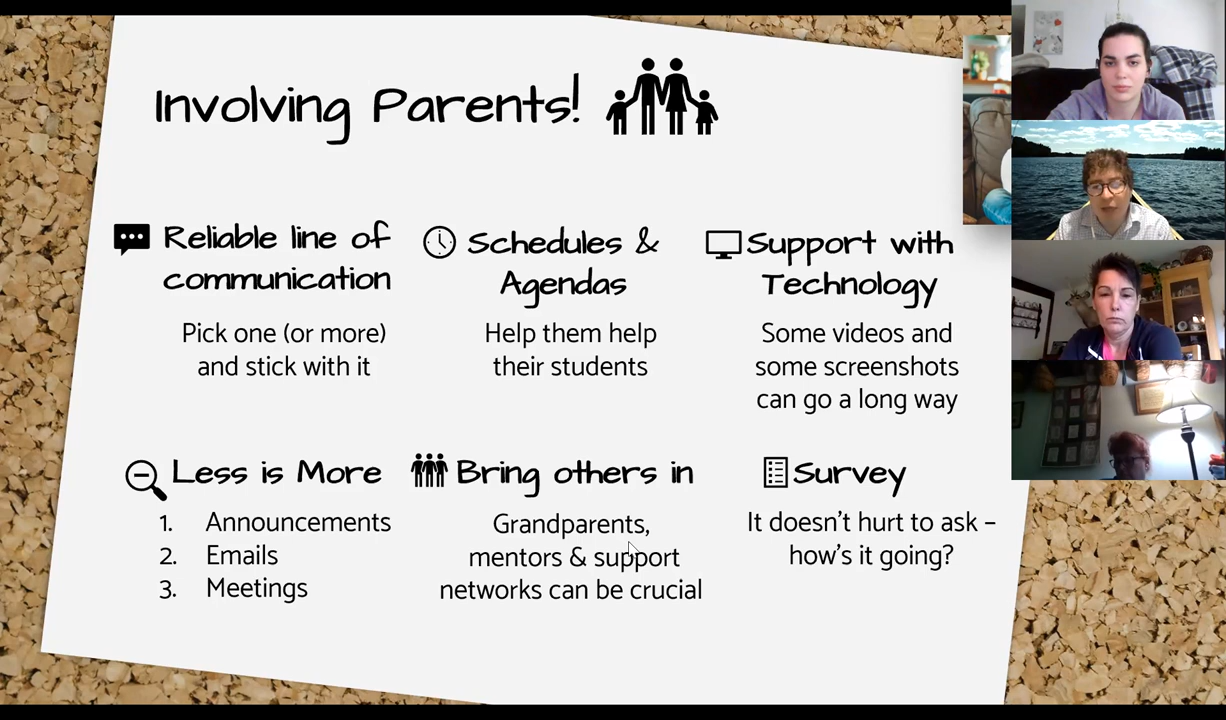 Involving Parents!
Reliable line of
communication
Pick one (or more)
and stick with it
Schedules &
Agendas
Help them help
their students
Support with
Technology
Some videos and
some screenshots
can go a long way
Less is More
1. Announcements
2. Emails
3. Meetings
Bring others in
Grandparents,
mentors & support
networks can be crucial
Survey
It doesn't hurt to ask –
how's it going?